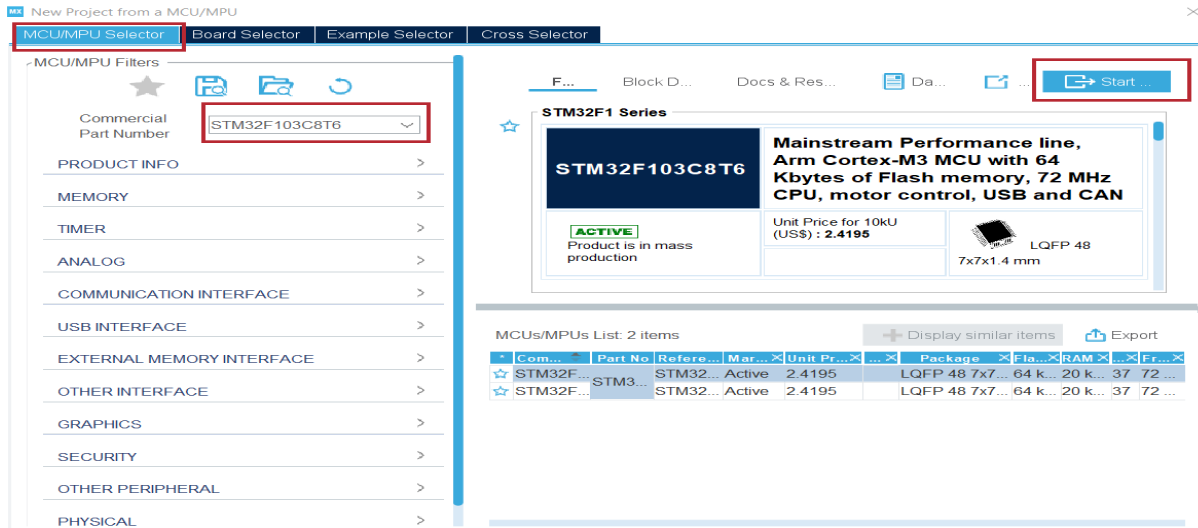 MX New Project from a MCU/MPU
MCU/MPU Selector Board Selector Example Selector Cross Selector
MCU/MPU Filters
Commercial
Part Number
STM32F103C8T6
PRODUCT INFO
MEMORY
TIMER
ANALOG
COMMUNICATION INTERFACE
USB INTERFACE
EXTERNAL MEMORY INTERFACE
OTHER INTERFACE
GRAPHICS
SECURITY
OTHER PERIPHERAL
PHYSICAL
F... Block D... Docs & Res... Da... ... Start ...
STM32F1 Series
STM32F103C8T6
Mainstream Performance line,
Arm Cortex-M3 MCU with 64
Kbytes of Flash memory, 72 MHz
CPU, motor control, USB and CAN
ACTIVE
Product is in mass
production
Unit Price for 10kU
(US$) : 2.4195
LQFP 48
7x7x1.4 mm
MCUs/MPUs List: 2 items
Display similar items
Export
* Com... Part No Refere... Mar... X Unit Pr... X ... X Package X Fla... X RAM X ... X Fr... X
STM32F... STM3... STM32... Active 2.4195 LQFP 48 7x7... 64 k... 20 k... 37 72 ...
STM32F... STM32... Active 2.4195 LQFP 48 7x7... 64 k... 20 k... 37 72 ...